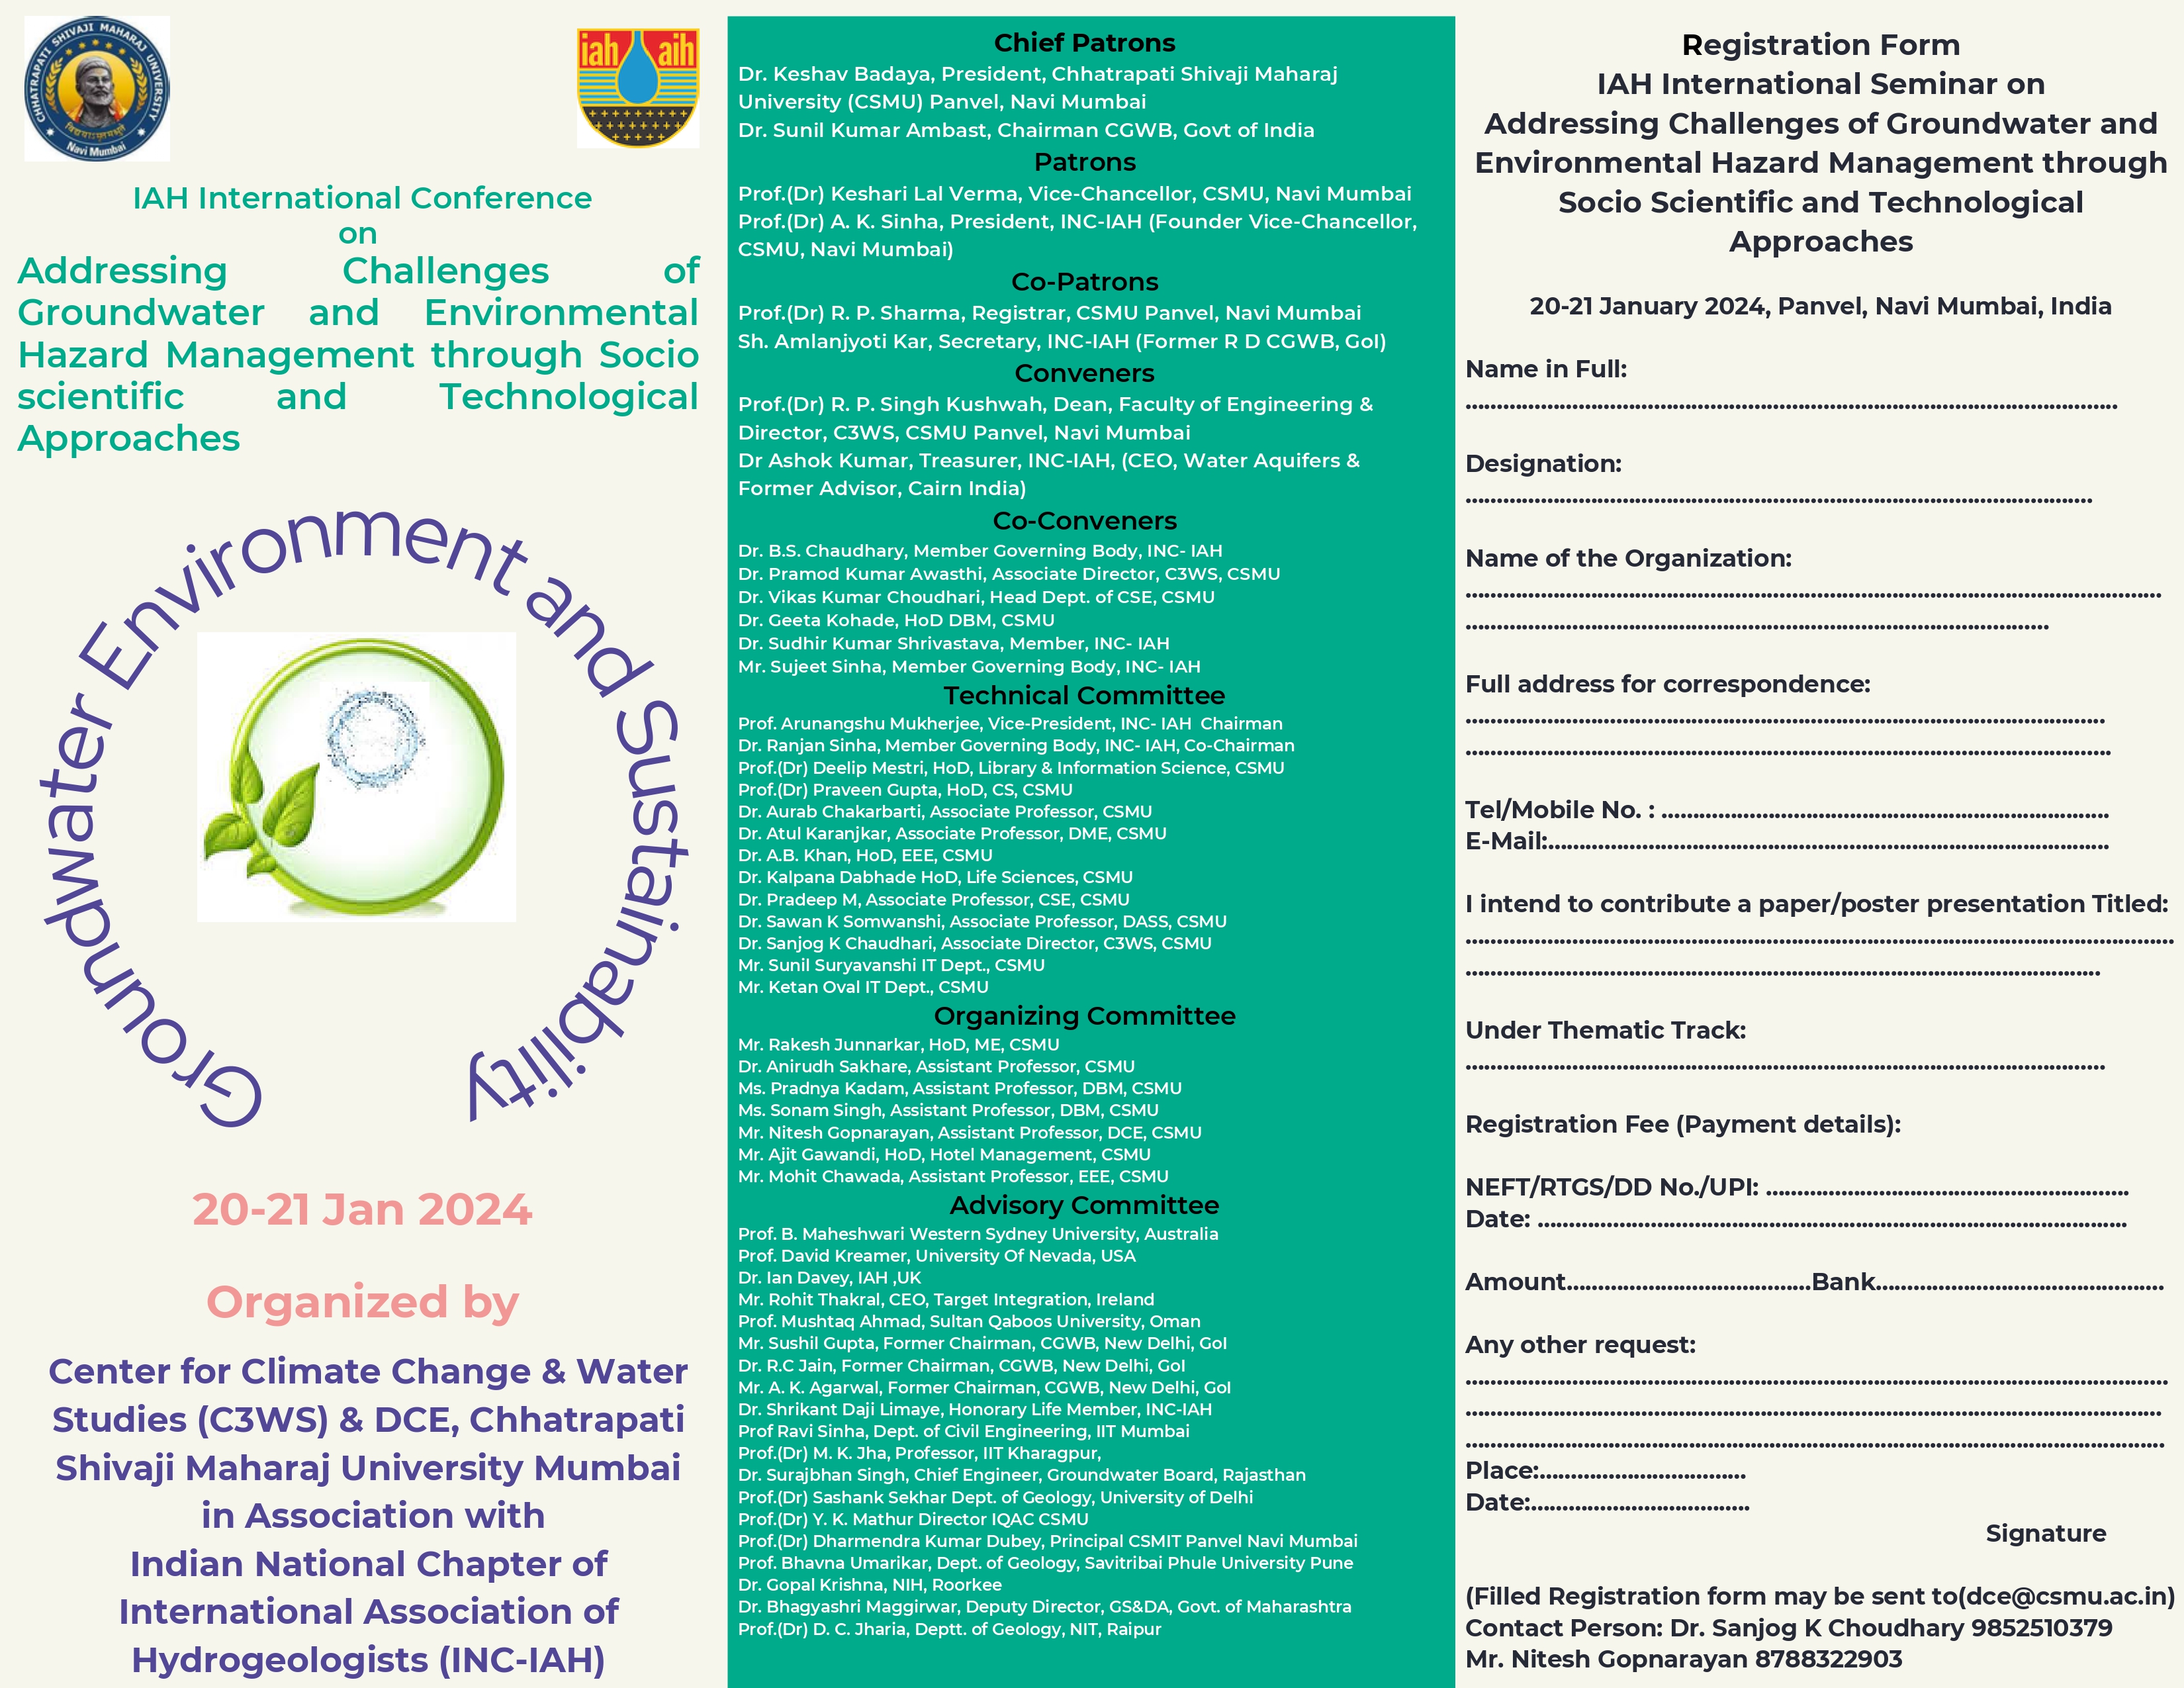 CHHATRAPATI SHIVAJI MAHARAJ UNIVERSITY
Navi Mumbai
iah aih
IAH International Conference
on
Addressing Challenges of
Groundwater and Environmental
Hazard Management through Socio
scientific and Technological
Approaches
Groundwater Environment and Sustainability
20-21 Jan 2024
Organized by
Center for Climate Change & Water
Studies (C3WS) & DCE, Chhatrapati
Shivaji Maharaj University Mumbai
in Association with
Indian National Chapter of
International Association of
Hydrogeologists (INC-IAH)
Chief Patrons
Dr. Keshav Badaya, President, Chhatrapati Shivaji Maharaj
University (CSMU) Panvel, Navi Mumbai
Dr. Sunil Kumar Ambast, Chairman CGWB, Govt of India
Patrons
Prof.(Dr) Keshari Lal Verma, Vice-Chancellor, CSMU, Navi Mumbai
Prof.(Dr) A. K. Sinha, President, INC-IAH (Founder Vice-Chancellor,
CSMU, Navi Mumbai)
Co-Patrons
Prof.(Dr) R. P. Sharma, Registrar, CSMU Panvel, Navi Mumbai
Sh. Amlanjyoti Kar, Secretary, INC-IAH (Former R D CGWB, GoI)
Conveners
Prof.(Dr) R. P. Singh Kushwah, Dean, Faculty of Engineering &
Director, C3WS, CSMU Panvel, Navi Mumbai
Dr Ashok Kumar, Treasurer, INC-IAH, (CEO, Water Aquifers &
Former Advisor, Cairn India)
Co-Conveners
Dr. B.S. Chaudhary, Member Governing Body, INC- IAH
Dr. Pramod Kumar Awasthi, Associate Director, C3WS, CSMU
Dr. Vikas Kumar Choudhari, Head Dept. of CSE, CSMU
Dr. Geeta Kohade, HoD DBM, CSMU
Dr. Sudhir Kumar Shrivastava, Member, INC- IAH
Mr. Sujeet Sinha, Member Governing Body, INC- IAH
Technical Committee
Prof. Arunangshu Mukherjee, Vice-President, INC- IAH  Chairman
Dr. Ranjan Sinha, Member Governing Body, INC- IAH, Co-Chairman
Prof.(Dr) Deelip Mestri, HoD, Library & Information Science, CSMU
Prof.(Dr) Praveen Gupta, HoD, CS, CSMU
Dr. Aurab Chakarbarti, Associate Professor, CSMU
Dr. Atul Karanjkar, Associate Professor, DME, CSMU
Dr. A.B. Khan, HoD, EEE, CSMU
Dr. Kalpana Dabhade HoD, Life Sciences, CSMU
Dr. Pradeep M, Associate Professor, CSE, CSMU
Dr. Sawan K Somwanshi, Associate Professor, DASS, CSMU
Dr. Sanjog K Chaudhari, Associate Director, C3WS, CSMU
Mr. Sunil Suryavanshi IT Dept., CSMU
Mr. Ketan Oval IT Dept., CSMU
Organizing Committee
Mr. Rakesh Junnarkar, HoD, ME, CSMU
Dr. Anirudh Sakhare, Assistant Professor, CSMU
Ms. Pradnya Kadam, Assistant Professor, DBM, CSMU
Ms. Sonam Singh, Assistant Professor, DBM, CSMU
Mr. Nitesh Gopnarayan, Assistant Professor, DCE, CSMU
Mr. Ajit Gawandi, HoD, Hotel Management, CSMU
Mr. Mohit Chawada, Assistant Professor, EEE, CSMU
Advisory Committee
Prof. B. Maheshwari Western Sydney University, Australia
Prof. David Kreamer, University Of Nevada, USA
Dr. Ian Davey, IAH ,UK
Mr. Rohit Thakral, CEO, Target Integration, Ireland
Prof. Mushtaq Ahmad, Sultan Qaboos University, Oman
Mr. Sushil Gupta, Former Chairman, CGWB, New Delhi, GoI
Dr. R.C Jain, Former Chairman, CGWB, New Delhi, GoI
Mr. A. K. Agarwal, Former Chairman, CGWB, New Delhi, GoI
Dr. Shrikant Daji Limaye, Honorary Life Member, INC-IAH
Prof Ravi Sinha, Dept. of Civil Engineering, IIT Mumbai
Prof.(Dr) M. K. Jha, Professor, IIT Kharagpur,
Dr. Surajbhan Singh, Chief Engineer, Groundwater Board, Rajasthan
Prof.(Dr) Sashank Sekhar Dept. of Geology, University of Delhi
Prof.(Dr) Y. K. Mathur Director IQAC CSMU
Prof.(Dr) Dharmendra Kumar Dubey, Principal CSMIT Panvel Navi Mumbai
Prof. Bhavna Umarikar, Dept. of Geology, Savitribai Phule University Pune
Dr. Gopal Krishna, NIH, Roorkee
Dr. Bhagyashri Maggirwar, Deputy Director, GS&DA, Govt. of Maharashtra
Prof.(Dr) D. C. Jharia, Deptt. of Geology, NIT, Raipur
Registration Form
IAH International Seminar on
Addressing Challenges of Groundwater and
Environmental Hazard Management through
Socio Scientific and Technological
Approaches
20-21 January 2024, Panvel, Navi Mumbai, India
Name in Full:
Designation:
Name of the Organization:
Full address for correspondence:
Tel/Mobile No. : ........................
E-Mail:........................
I intend to contribute a paper/poster presentation Titled:
Under Thematic Track:
Registration Fee (Payment details):
NEFT/RTGS/DD No./UPI: ........................
Date: ........................
Amount........................Bank........................
Any other request:
Place:........................
Date:........................
Signature
(Filled Registration form may be sent to(dce@csmu.ac.in)
Contact Person: Dr. Sanjog K Choudhary 9852510379
Mr. Nitesh Gopnarayan 8788322903